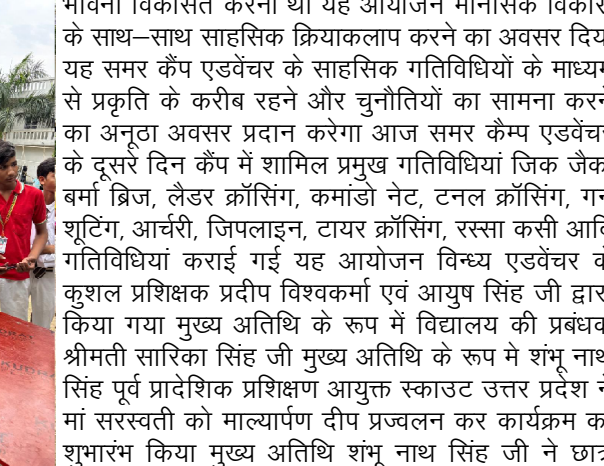 भावना विकसित करना था यह आयोजन मानसिक विकास
के साथ–साथ साहसिक क्रियाकलाप करने का अवसर दिया
यह समर कैंप एडवेंचर के साहसिक गतिविधियों के माध्यम
से प्रकृति के करीब रहने और चुनौतियों का सामना करने
का अनूठा अवसर प्रदान करेगा आज समर कैम्प एडवेंचर
के दूसरे दिन कैंप में शामिल प्रमुख गतिविधियां जिक जैक,
बर्मा ब्रिज, लैडर क्रॉसिंग, कमांडो नेट, टनल क्रॉसिंग, गन
शूटिंग, आर्चरी, जिपलाइन, टायर क्रॉसिंग, रस्सा कसी आदि
गतिविधियां कराई गई यह आयोजन विन्ध्य एडवेंचर के
कुशल प्रशिक्षक प्रदीप विश्वकर्मा एवं आयुष सिंह जी द्वारा
किया गया मुख्य अतिथि के रूप में विद्यालय की प्रबंधक
श्रीमती सारिका सिंह जी मुख्य अतिथि के रूप मे शंभू नाथ
सिंह पूर्व प्रादेशिक प्रशिक्षण आयुक्त स्काउट उत्तर प्रदेश ने
मां सरस्वती को माल्यार्पण दीप प्रज्वलन कर कार्यक्रम का
शुभारंभ किया मुख्य अतिथि शंभू नाथ सिंह जी ने छात्र